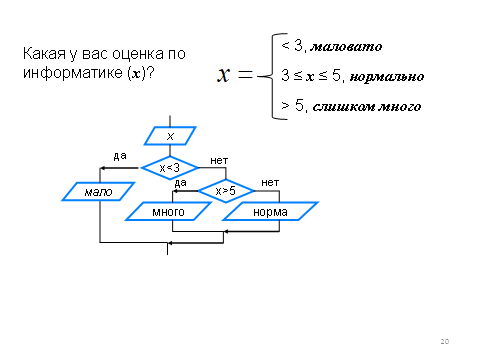 Какая у вас оценка по
информатике (x)?
x =
< 3, маловато
3 ≤ x ≤ 5, нормально
> 5, слишком много
x
да
x<3
нет
мало
да
x>5
нет
много
норма
20